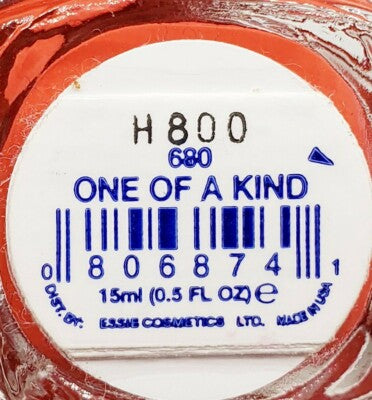 H800
680
ONE OF A KIND
0 806874 1
15ml (0.5 FL OZ) e
DIST. BY: ESSIE COSMETICS LTD. MADE IN USA